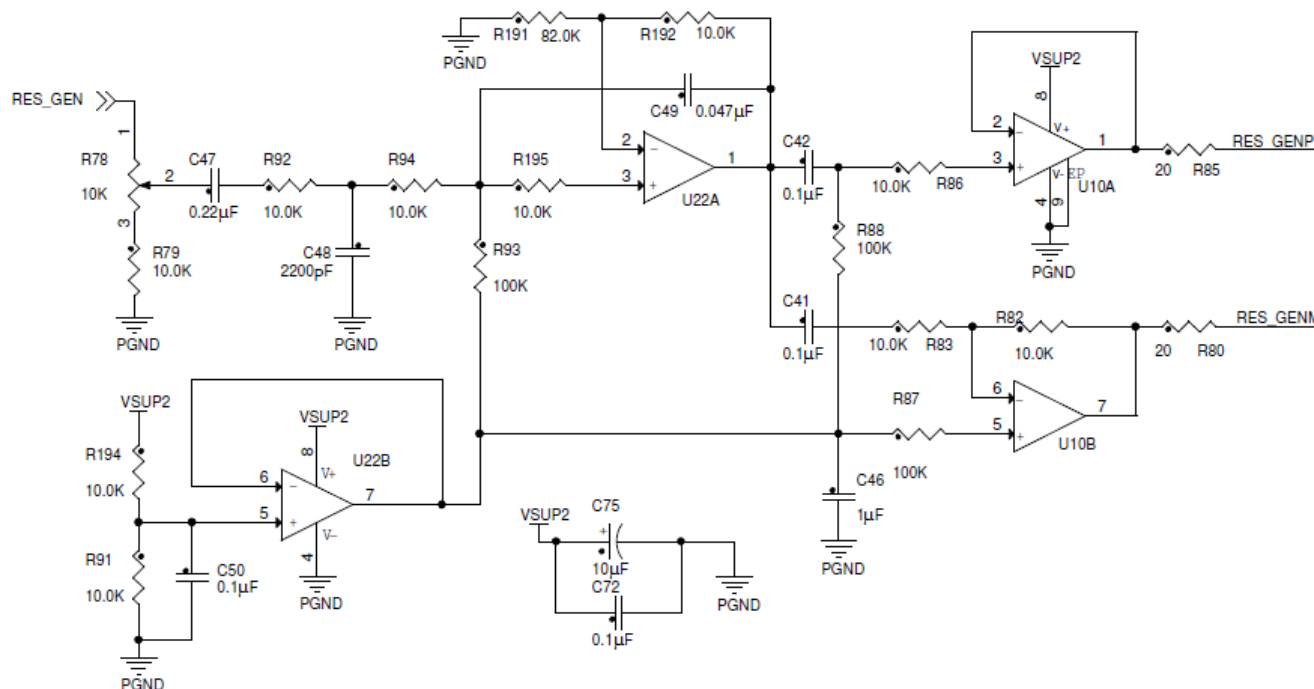 R191
82.0K
R192
10.0K
PGND
RES_GEN
1
R78
10K
2
3
R79
10.0K
PGND
C47
0.22µF
R92
10.0K
R94
10.0K
C48
2200pF
PGND
R195
10.0K
C49
0.047µF
2
3
1
U22A
R93
100K
C42
0.1µF
10.0K
R86
R88
100K
VSUP2
8
V+
2
3
1
V-
EP
U10A
4
9
PGND
20
R85
RES_GENP
C41
0.1µF
10.0K
R83
R82
10.0K
20
R80
RES_GENM
R87
100K
6
5
7
U10B
C46
1µF
PGND
VSUP2
R194
10.0K
R91
10.0K
C50
0.1µF
PGND
VSUP2
8
V+
U22B
6
5
7
V-
4
PGND
VSUP2
C75
+
10µF
C72
0.1µF
PGND